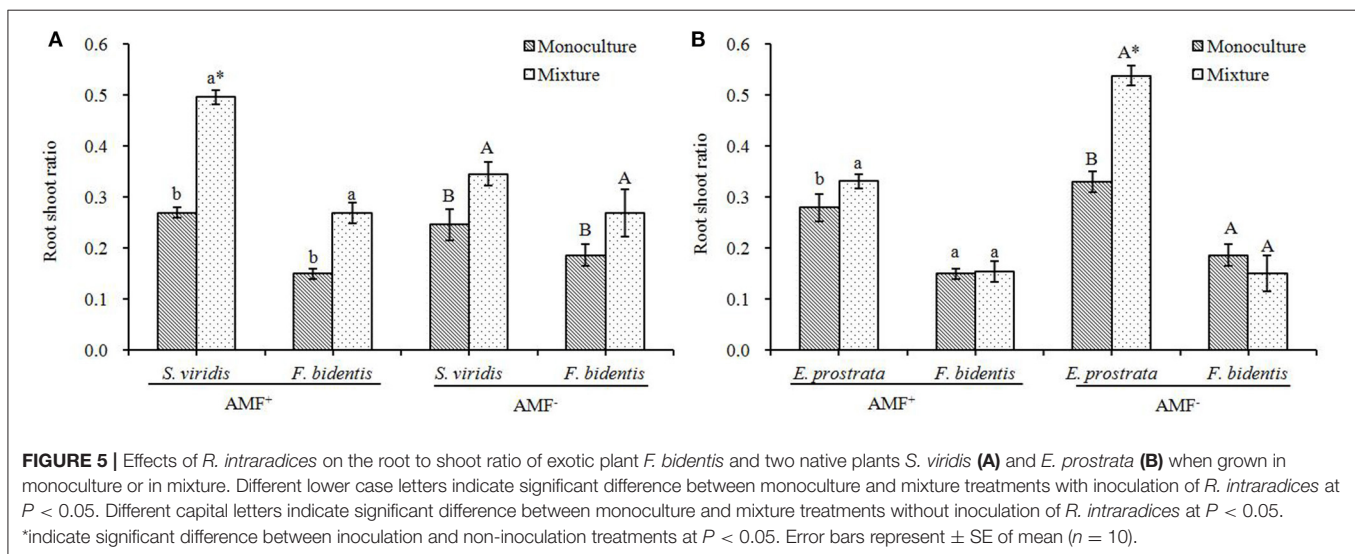 A
0.6
0.5
0.4
0.3
0.2
0.1
0.0
Root shoot ratio
Monoculture
Mixture
b
a*
b
a
B
A
B
A
S. viridis
F. bidentis
S. viridis
F. bidentis
AMF+
AMF-
B
0.6
0.5
0.4
0.3
0.2
0.1
0.0
Root shoot ratio
Monoculture
Mixture
b
a
a
a
B
A*
A
A
E. prostrata
F. bidentis
E. prostrata
F. bidentis
AMF+
AMF-
FIGURE 5 | Effects of R. intraradices on the root to shoot ratio of exotic plant F. bidentis and two native plants S. viridis (A) and E. prostrata (B) when grown in
monoculture or in mixture. Different lower case letters indicate significant difference between monoculture and mixture treatments with inoculation of R. intraradices at
P < 0.05. Different capital letters indicate significant difference between monoculture and mixture treatments without inoculation of R. intraradices at P < 0.05.
*indicate significant difference between inoculation and non-inoculation treatments at P < 0.05. Error bars represent ± SE of mean (n = 10).